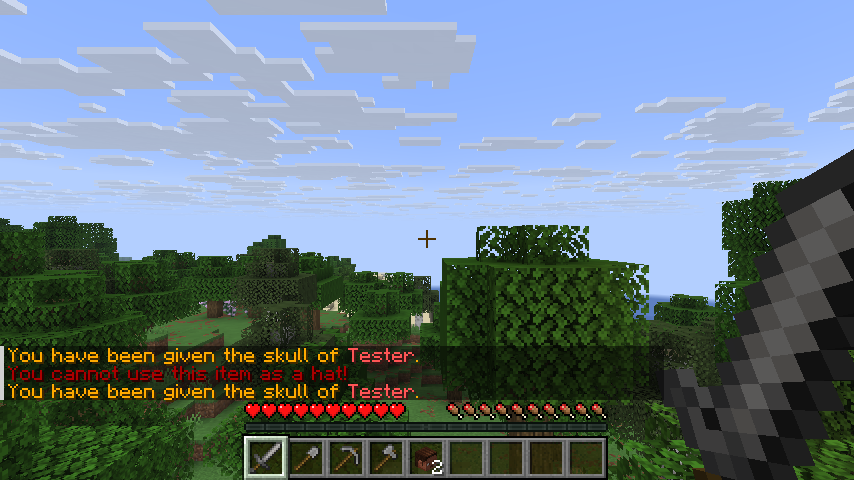 You have been given the skull of Tester.
You cannot use this item as a hat!
You have been given the skull of Tester.
2